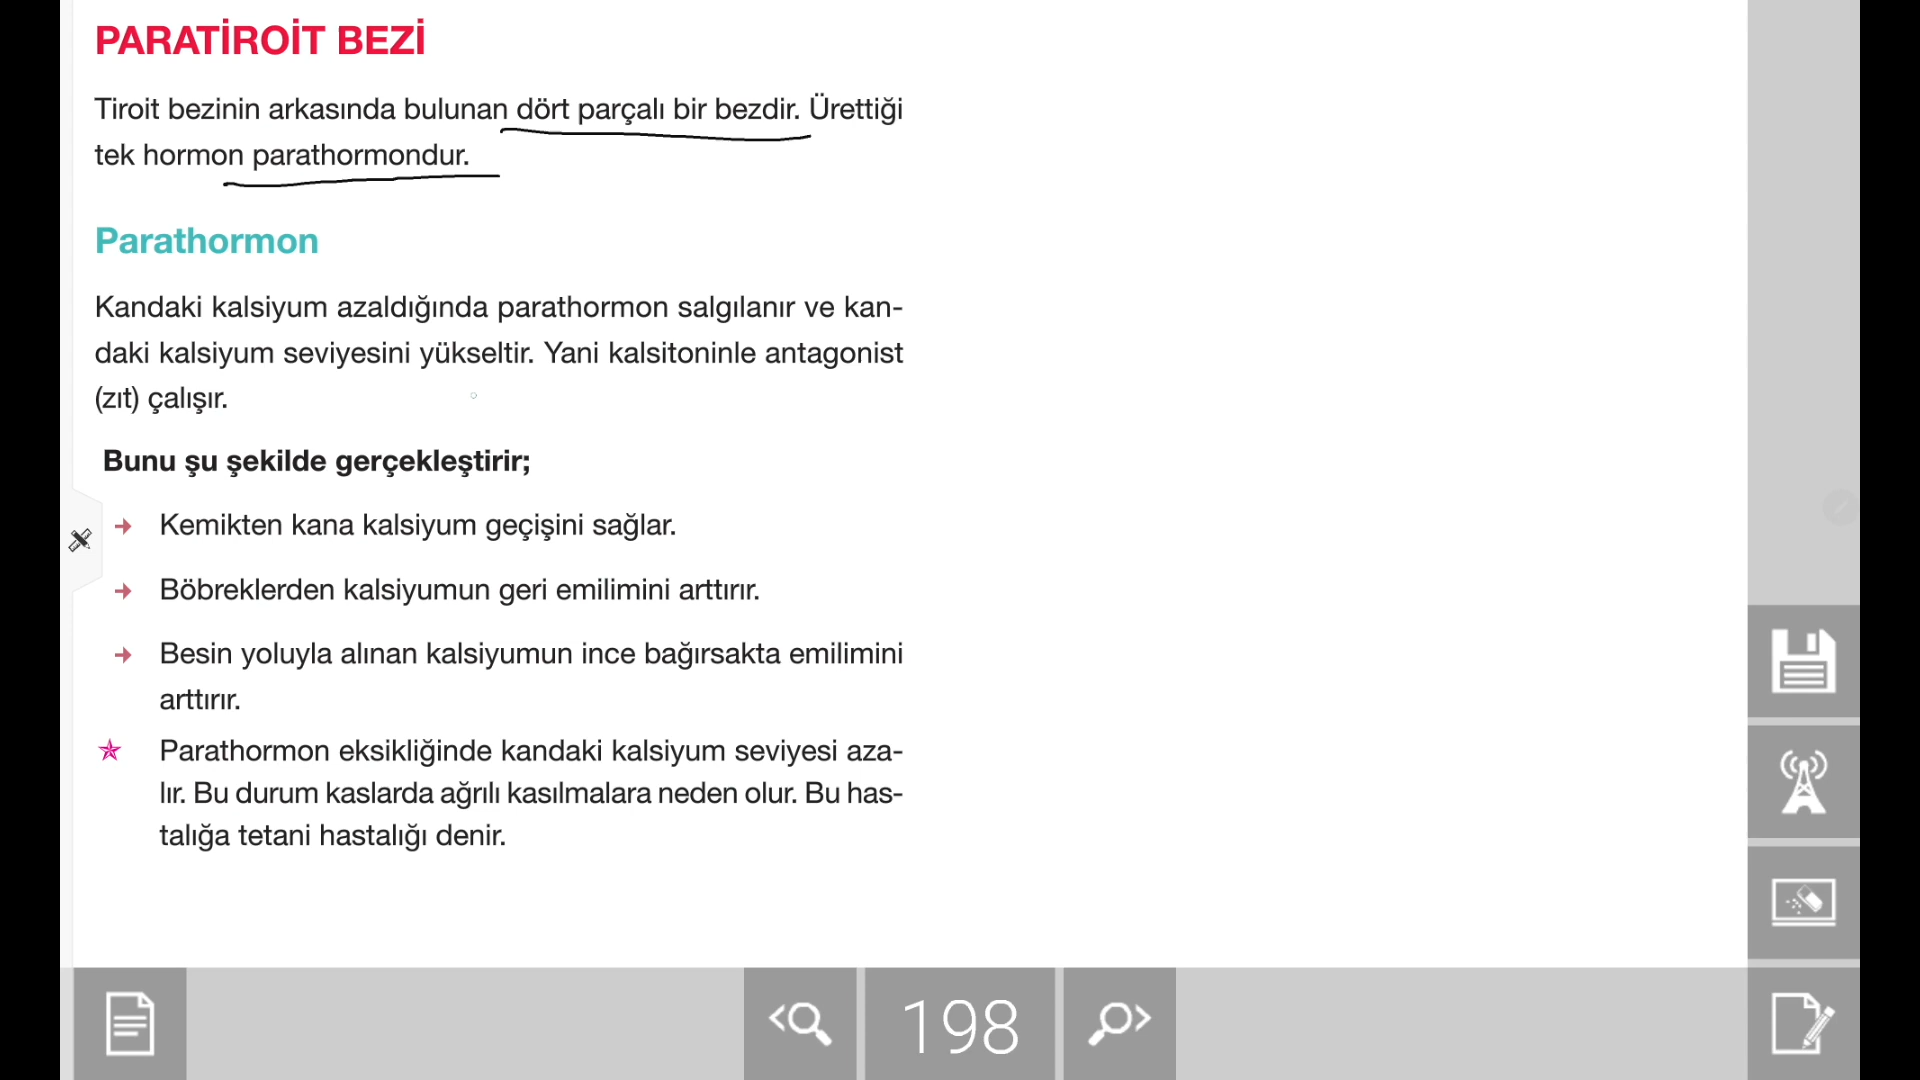 PARATİROİT BEZİ
Tiroit bezinin arkasında bulunan dört parçalı bir bezdir. Ürettiği
tek hormon parathormondur.
Parathormon
Kandaki kalsiyum azaldığında parathormon salgılanır ve kan-
daki kalsiyum seviyesini yükseltir. Yani kalsitoninle antagonist
(zıt) çalışır.
Bunu şu şekilde gerçekleştirir;
Kemikten kana kalsiyum geçişini sağlar.
Böbreklerden kalsiyumun geri emilimini arttırır.
Besin yoluyla alınan kalsiyumun ince bağırsakta emilimini
arttırır.
Parathormon eksikliğinde kandaki kalsiyum seviyesi aza-
lır. Bu durum kaslarda ağrılı kasılmalara neden olur. Bu has-
talığa tetani hastalığı denir.
198